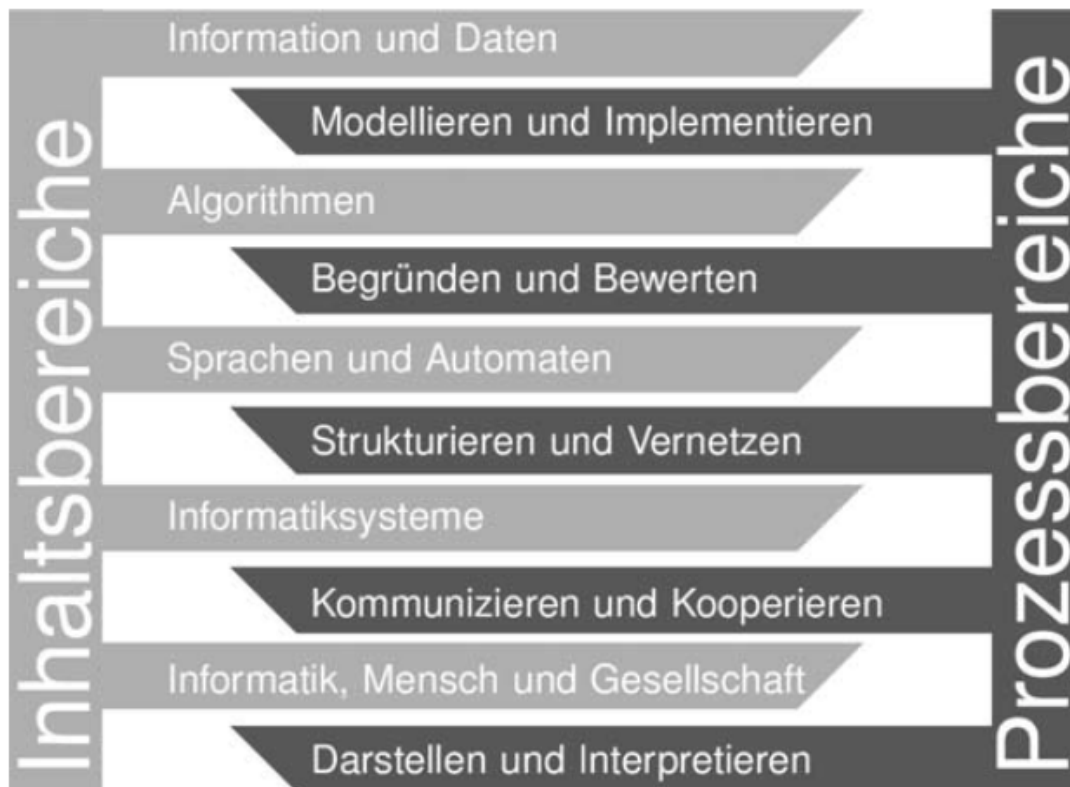 Inhaltsbereiche
Information und Daten
Modellieren und Implementieren
Algorithmen
Begründen und Bewerten
Sprachen und Automaten
Strukturieren und Vernetzen
Informatiksysteme
Kommunizieren und Kooperieren
Informatik, Mensch und Gesellschaft
Darstellen und Interpretieren
Prozessbereiche